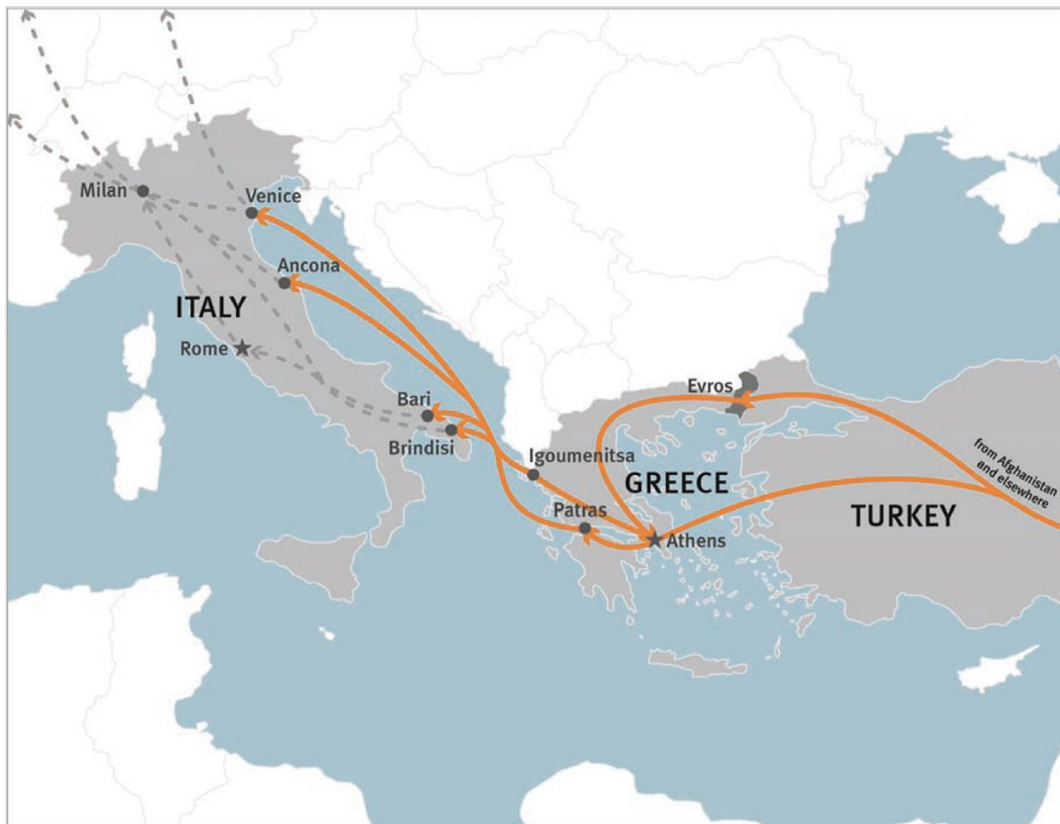 Milan
Venice
Ancona
ITALY
Rome
Bari
Brindisi
Evros
Igoumenitsa
GREECE
Patras
Athens
TURKEY
from Afghanistan
and elsewhere